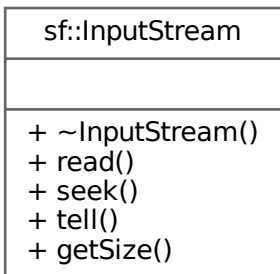 sf::InputStream
+ ~InputStream()
+ read()
+ seek()
+ tell()
+ getSize()